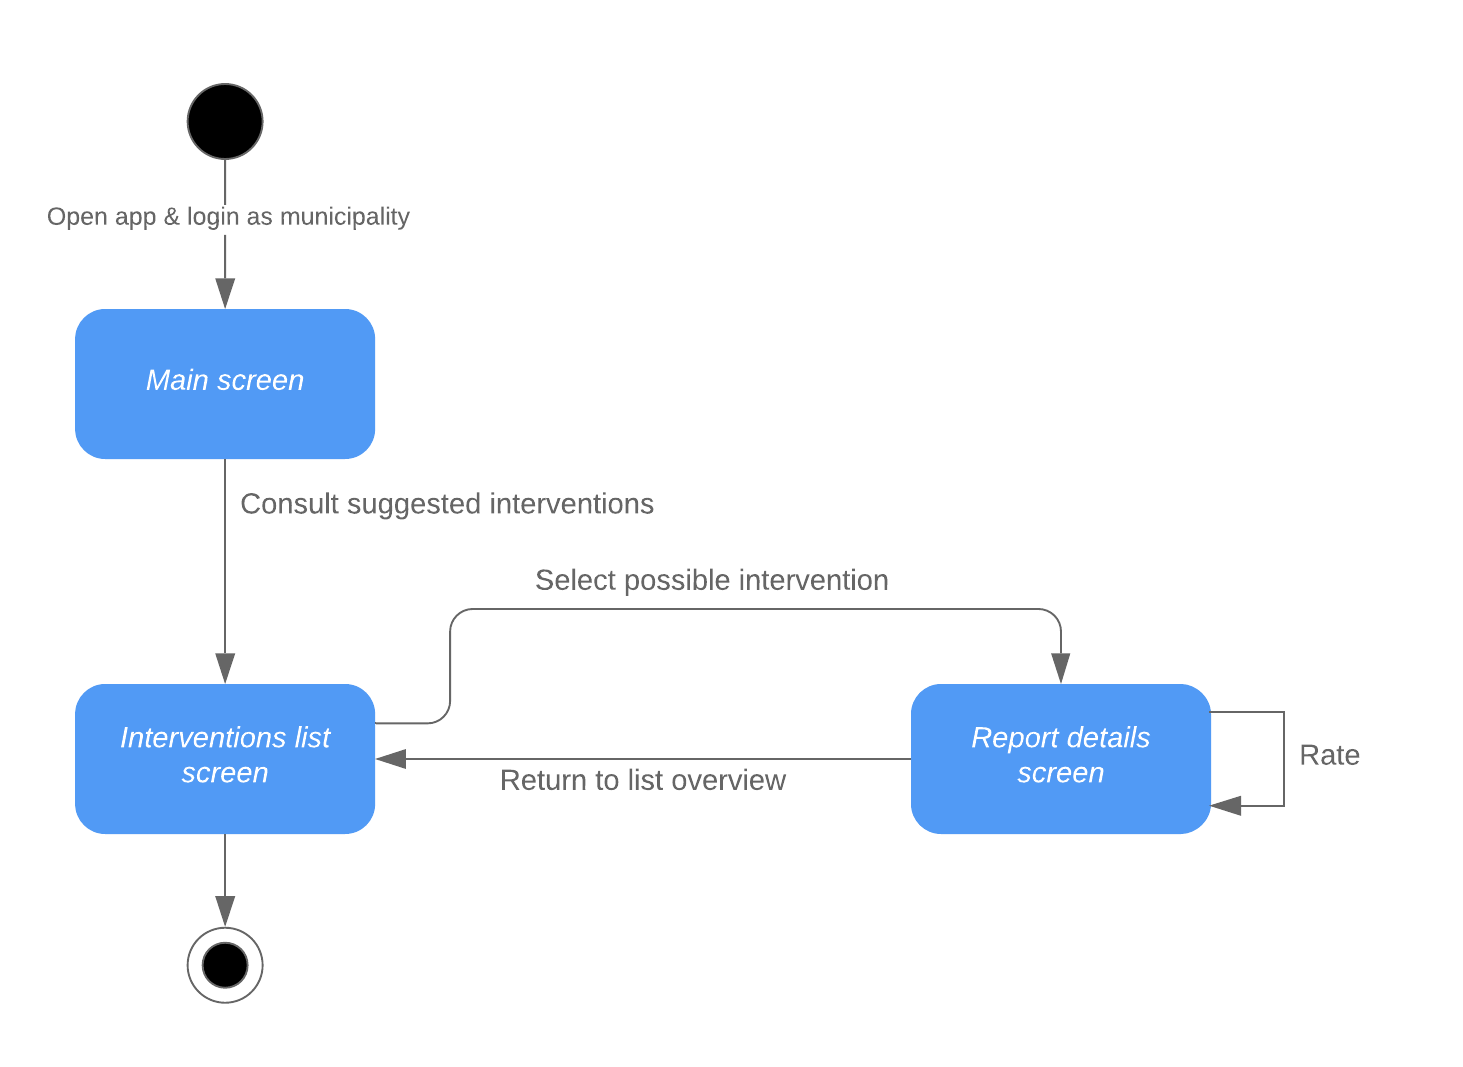 Open app & login as municipality
Main screen
Consult suggested interventions
Select possible intervention
Interventions list
screen
Return to list overview
Report details
screen
Rate